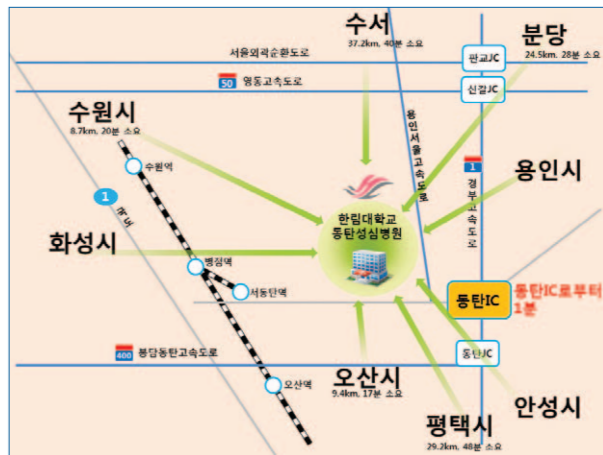 수서
37.2km, 40분 소요
분당
24.5km, 28분 소요
서울외곽순환도로
판교JC
50
영동고속도로
신갈JC
수원시
8.7km, 20분 소요
용인서울고속도로
수원역
1
경부고속도로
용인시
1
국도
한림대학교
동탄성심병원
화성시
병점역
서동탄역
동탄IC
동탄IC로부터
1분
400
봉담동탄고속도로
동탄JC
오산역
오산시
9.4km, 17분 소요
안성시
평택시
29.2km, 48분 소요